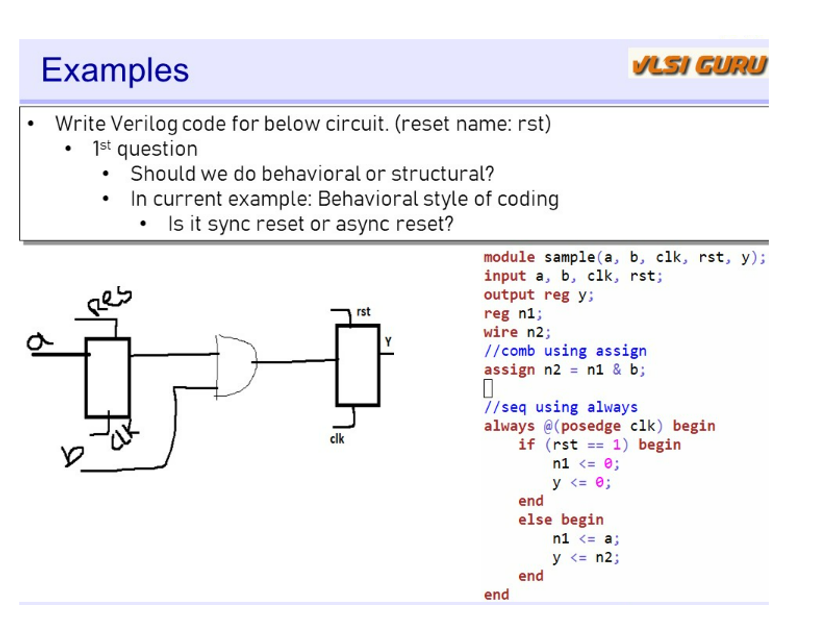 Examples
VLSI GURU
• Write Verilog code for below circuit. (reset name: rst)
• 1st question
• Should we do behavioral or structural?
• In current example: Behavioral style of coding
• Is it sync reset or async reset?
res
a
b
clk
rst
Y
clk
module sample(a, b, clk, rst, y);
input a, b, clk, rst;
output reg y;
reg n1;
wire n2;
//comb using assign
assign n2 = n1 & b;
//seq using always
always @(posedge clk) begin
if (rst == 1) begin
n1 <= 0;
y <= 0;
end
else begin
n1 <= a;
y <= n2;
end
end